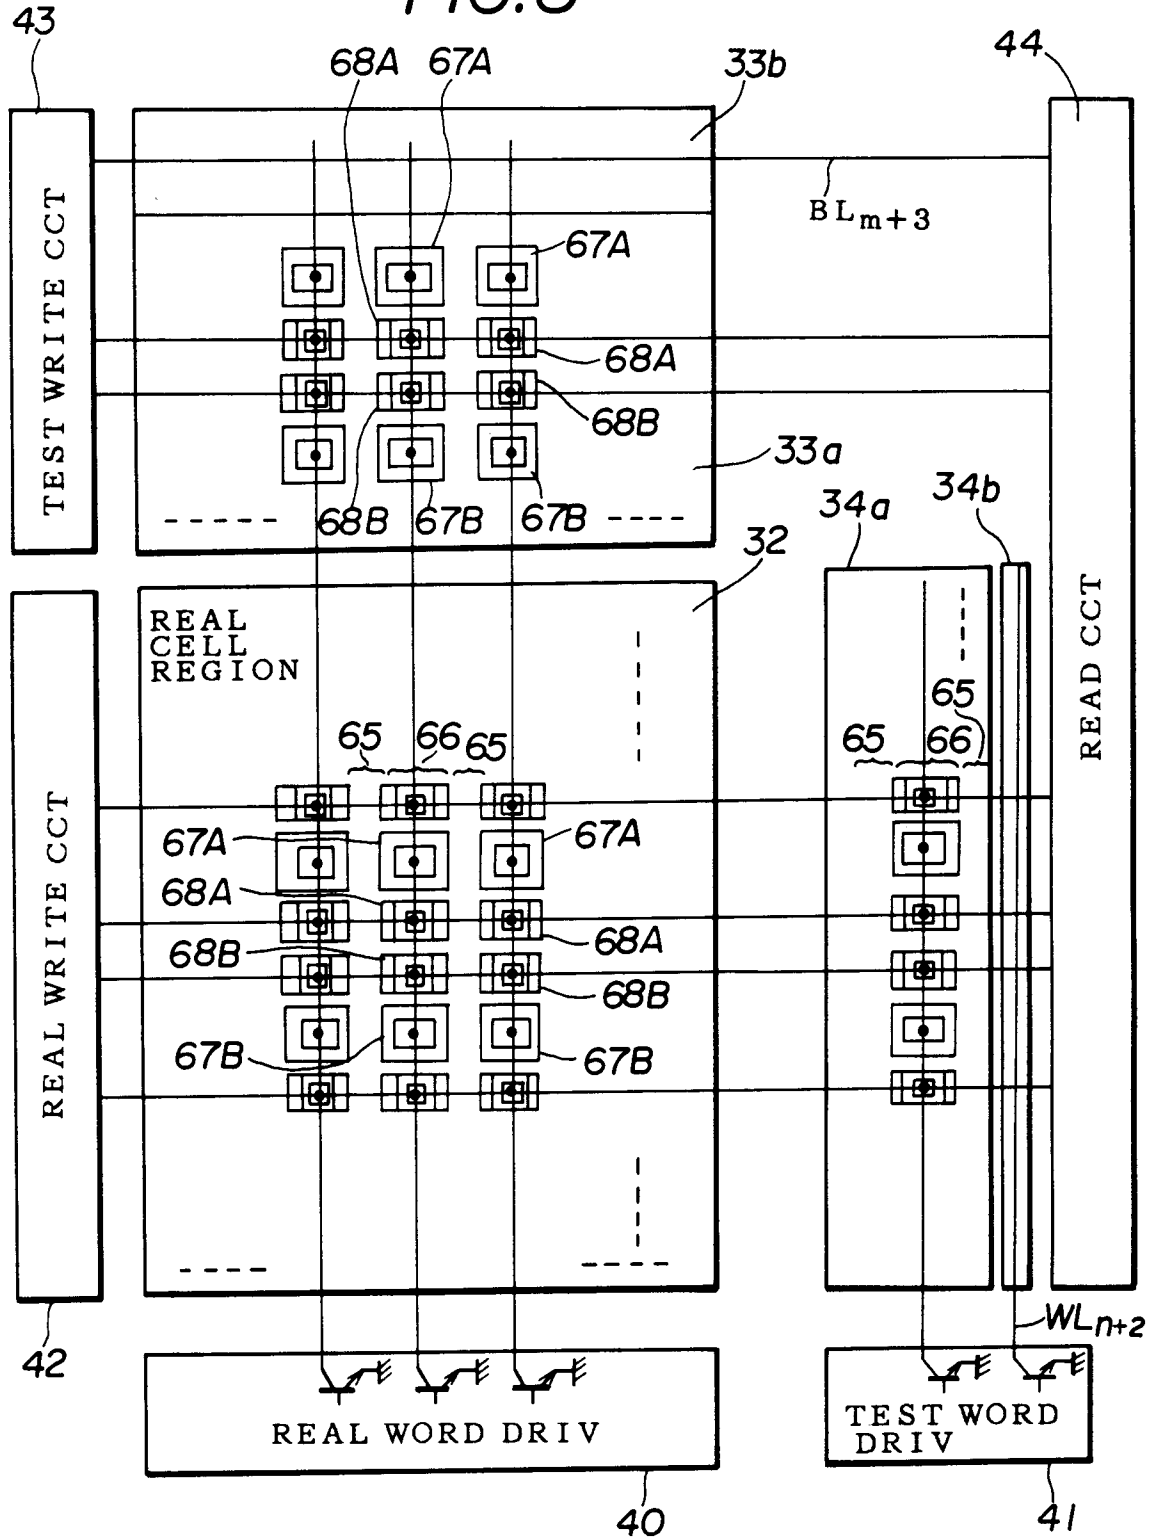 43
68A 67A
33b
44
TEST WRITE CCT
BLm+3
67A
68A
68B
33a
68B 67B 67B
34a
34b
32
REAL
CELL
REGION
READ CCT
65 66 65
65 66 65
REAL WRITE CCT
67A
67A
68A
68A
68B
68B
67B
67B
WLn+2
42
REAL WORD DRIV
TEST WORD
DRIV
40
41